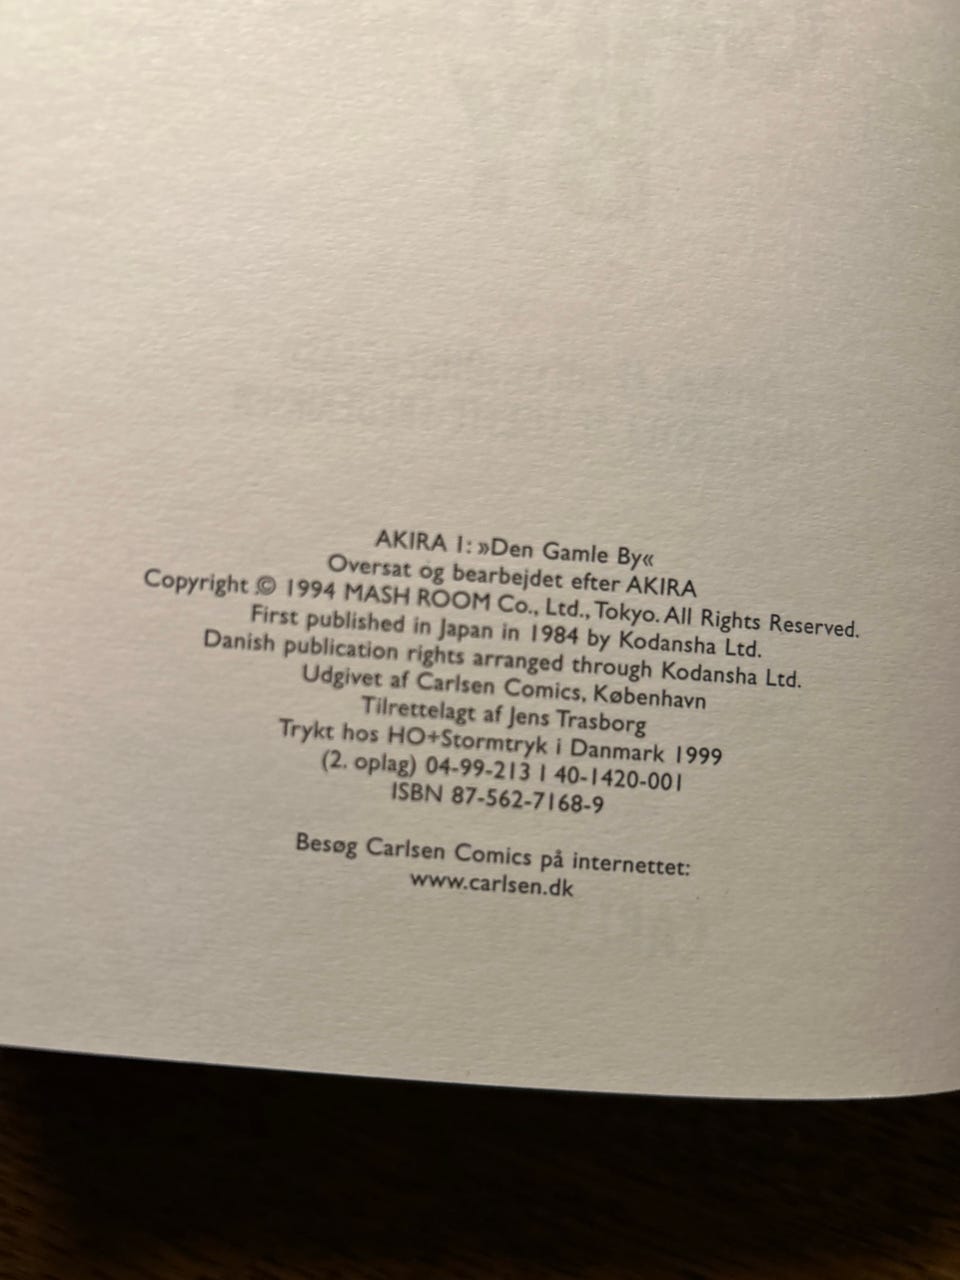 AKIRA 1: »Den Gamle By«
Oversat og bearbejdet efter AKIRA
Copyright © 1994 MASH ROOM Co., Ltd., Tokyo. All Rights Reserved.
First published in Japan in 1984 by Kodansha Ltd.
Danish publication rights arranged through Kodansha Ltd.
Udgivet af Carlsen Comics, København
Tilrettelagt af Jens Trasborg
Trykt hos HO+Stormtryk i Danmark 1999
(2. oplag) 04-99-213 | 40-1420-001
ISBN 87-562-7168-9
Besøg Carlsen Comics på internettet:
www.carlsen.dk